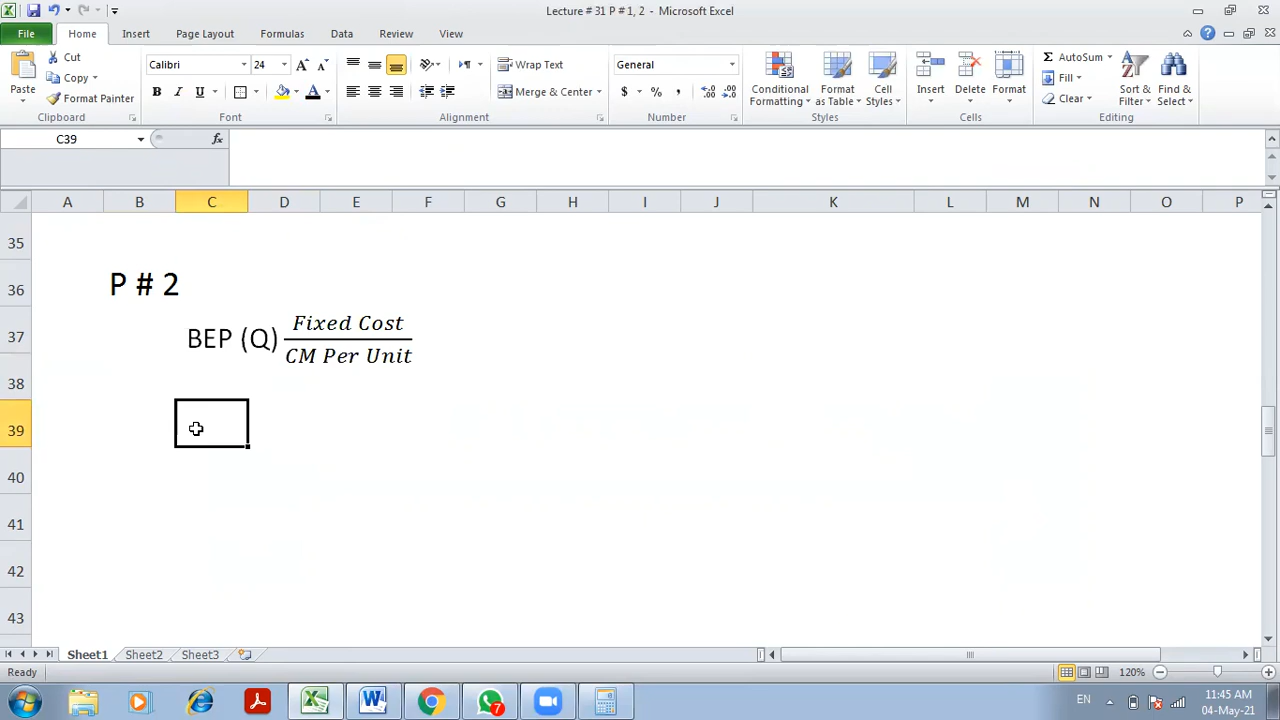 Lecture # 31 P # 1, 2 - Microsoft Excel
File Home Insert Page Layout Formulas Data Review View
Paste
Cut
Copy
Format Painter
Clipboard
Calibri 24
B I U A
Font
Wrap Text
Merge & Center
Alignment
General
$ % ,
Number
Conditional Formatting
Format as Table
Cell Styles
Styles
Insert Delete Format
Cells
Σ AutoSum
Fill
Clear
Sort & Filter
Find & Select
Editing
C39 fx
A B C D E F G H I J K L M N O P
35
36
37
38
39
40
41
42
43
P # 2
BEP (Q) Fixed Cost
CM Per Unit
Sheet1 Sheet2 Sheet3
Ready 120%
7
EN
11:45 AM
04-May-21